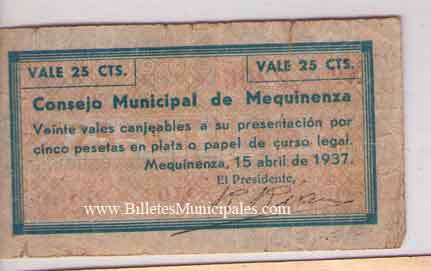 VALE 25 CTS. VALE 25 CTS.
Consejo Municipal de Mequinenza
Veinte vales canjeables a su presentación por
cinco pesetas en plata o papel de curso legal.
Mequinenza, 15 abril de 1937.
El Presidente,
www.BilletesMunicipales.com